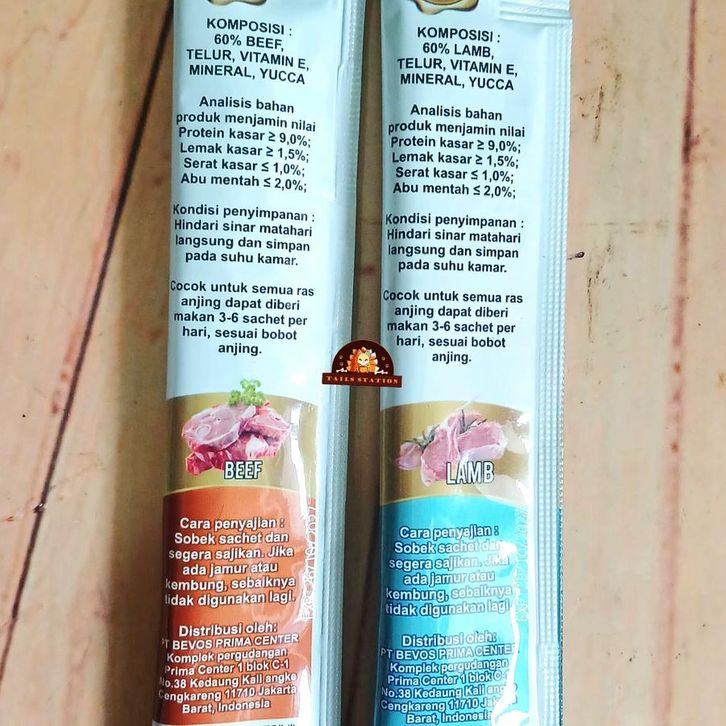 KOMPOSISI :
60% BEEF,
TELUR, VITAMIN E,
MINERAL, YUCCA
Analisis bahan
produk menjamin nilai
Protein kasar ≥ 9,0%;
Lemak kasar ≥ 1,5%;
Serat kasar ≤ 1,0%;
Abu mentah ≤ 2,0%;
Kondisi penyimpanan :
Hindari sinar matahari
langsung dan simpan
pada suhu kamar.
Cocok untuk semua ras
anjing dapat diberi
makan 3-6 sachet per
hari, sesuai bobot
anjing.
BEEF
Cara penyajian :
Sobek sachet dan
segera sajikan. Jika
ada jamur atau
kembung, sebaiknya
tidak digunakan lagi.
Distribusi oleh:
PT BEVOS PRIMA CENTER
Komplek pergudangan
Prima Center 1 blok C-1
No.38 Kedaung Kali angke
Cengkareng 11710 Jakarta
Barat, Indonesia
TAILS STATION
KOMPOSISI :
60% LAMB,
TELUR, VITAMIN E,
MINERAL, YUCCA
Analisis bahan
produk menjamin nilai
Protein kasar ≥ 9,0%;
Lemak kasar ≥ 1,5%;
Serat kasar ≤ 1,0%;
Abu mentah ≤ 2,0%;
Kondisi penyimpanan :
Hindari sinar matahari
langsung dan simpan
pada suhu kamar.
Cocok untuk semua ras
anjing dapat diberi
makan 3-6 sachet per
hari, sesuai bobot
anjing.
LAMB
Cara penyajian :
Sobek sachet dan
segera sajikan. Jika
ada jamur atau
kembung, sebaiknya
tidak digunakan lagi
Distribusi oleh:
PT BEVOS PRIMA CENTER
Komplek pergudangan
Prima Center 1 blok C-
No.38 Kedaung Kali ang
Cengkareng 11710 Jakarta
Barat, Indonesia